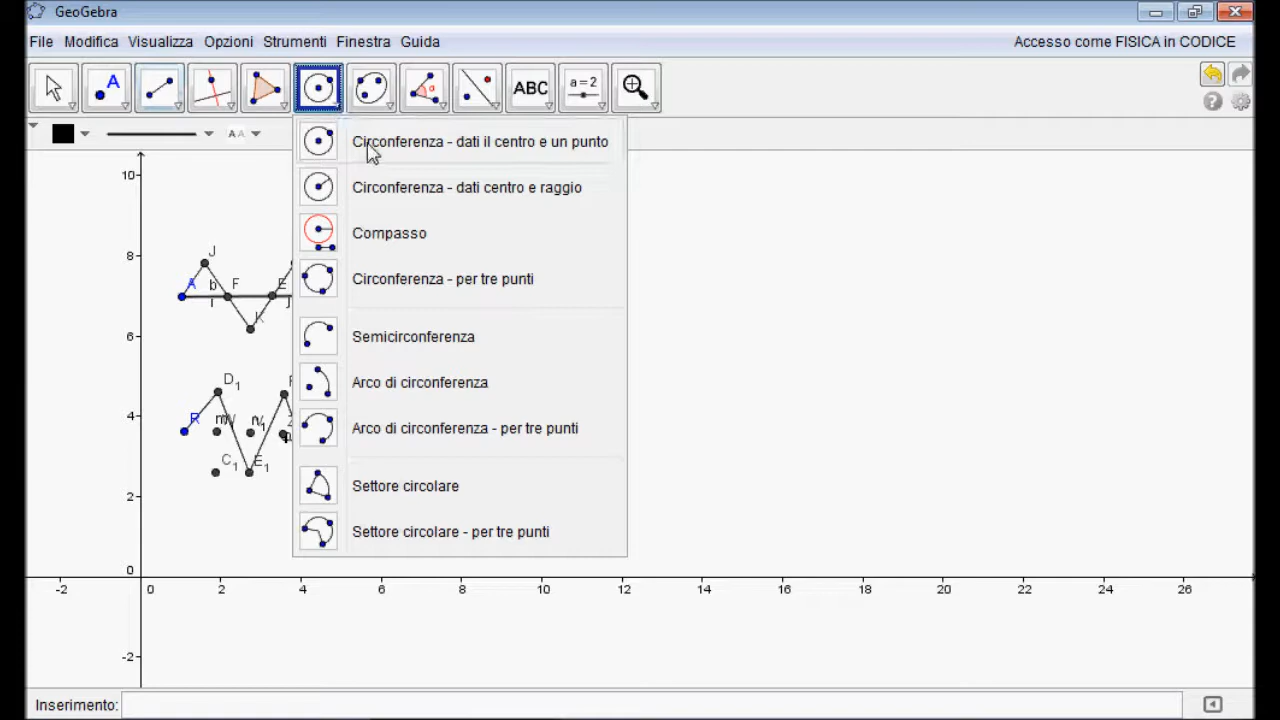 GeoGebra
File Modifica Visualizza Opzioni Strumenti Finestra Guida Accesso come FISICA in CODICE
A α ABC a=2
A A
Circonferenza - dati il centro e un punto
Circonferenza - dati centro e raggio
Compasso
Circonferenza - per tre punti
Semicirconferenza
Arco di circonferenza
Arco di circonferenza - per tre punti
Settore circolare
Settore circolare - per tre punti
10
8
6
4
2
0
-2
J
A b F E
i j
K
D1
R
C1 E1
-2 0 2 4 6 8 10 12 14 16 18 20 22 24 26
Inserimento: